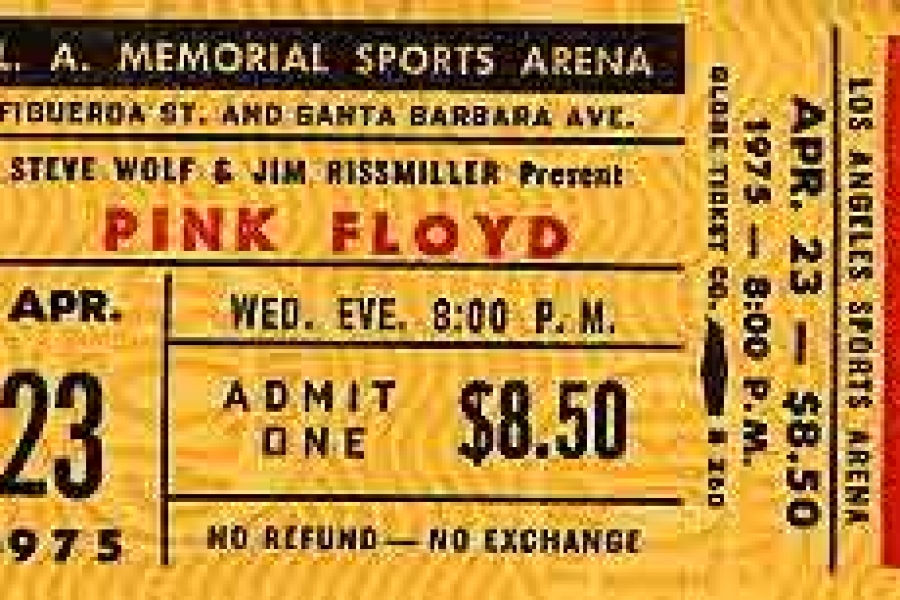 L. A. MEMORIAL SPORTS ARENA
FIGUEROA ST. AND SANTA BARBARA AVE.
STEVE WOLF & JIM RISSMILLER Present
PINK FLOYD
APR.
23
1975
WED. EVE. 8:00 P. M.
ADMIT
ONE
$8.50
NO REFUND — NO EXCHANGE
GLOBE TICKET CO.
1975 — 8:00 P.M.
APR. 23 — $8.50
LOS ANGELES SPORTS ARENA